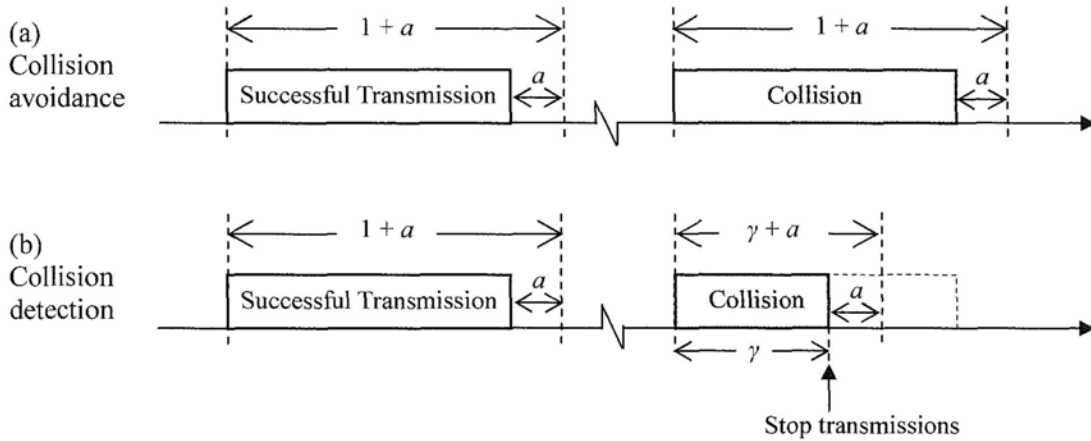 (a)
Collision
avoidance
1 + a
1 + a
Successful Transmission
a
Collision
a
(b)
Collision
detection
1 + a
γ + a
Successful Transmission
a
Collision
a
γ
Stop transmissions